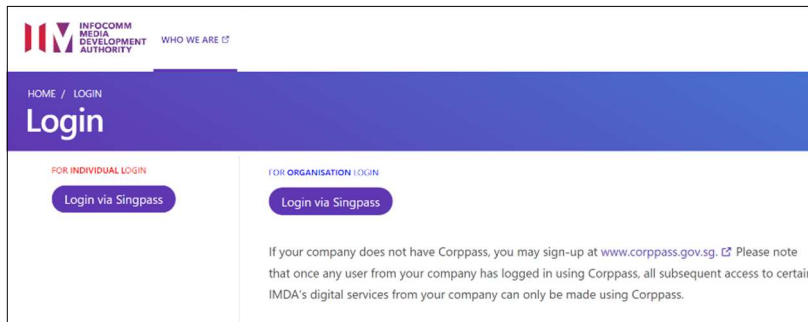 INFOCOMM
MEDIA
DEVELOPMENT
AUTHORITY
WHO WE ARE
HOME / LOGIN
Login
FOR INDIVIDUAL LOGIN
Login via Singpass
FOR ORGANISATION LOGIN
Login via Singpass
If your company does not have Corppass, you may sign-up at www.corppass.gov.sg. Please note
that once any user from your company has logged in using Corppass, all subsequent access to certain
IMDA's digital services from your company can only be made using Corppass.